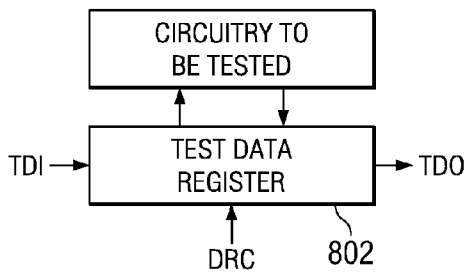 CIRCUITRY TO
BE TESTED
TDI
TEST DATA
REGISTER
TDO
DRC
802